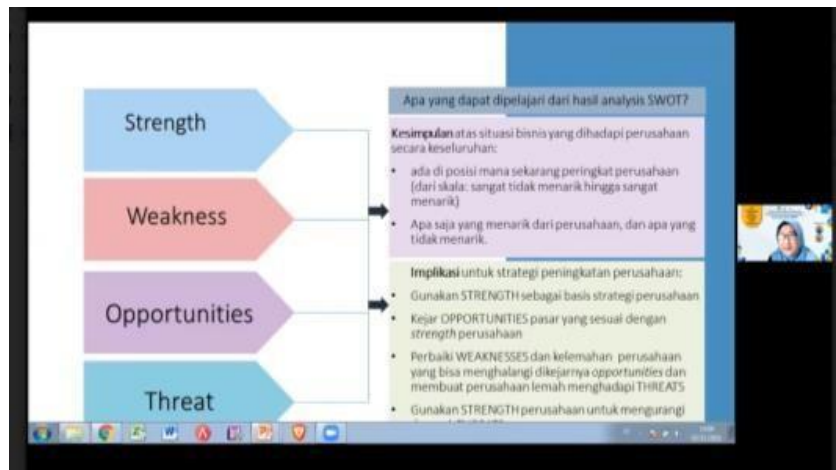 Strength
Weakness
Opportunities
Threat
Apa yang dapat dipelajari dari hasil analysis SWOT?
Kesimpulan atas situasi bisnis yang dihadapi perusahaan
secara keseluruhan:
• ada di posisi mana sekarang peringkat perusahaan
(dari skala: sangat tidak menarik hingga sangat
menarik)
• Apa saja yang menarik dari perusahaan, dan apa yang
tidak menarik.
Implikasi untuk strategi peningkatan perusahaan:
• Gunakan STRENGTH sebagai basis strategi perusahaan
• Kejar OPPORTUNITIES pasar yang sesuai dengan
strength perusahaan
• Perbaiki WEAKNESSES dan kelemahan perusahaan
yang bisa menghalangi dikejarnya opportunities dan
membuat perusahaan lemah menghadapi THREATS
• Gunakan STRENGTH perusahaan untuk mengurangi